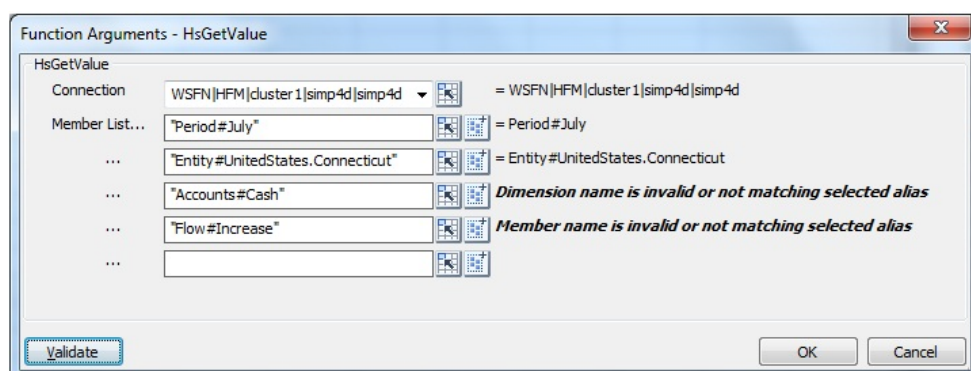 Function Arguments - HsGetValue
HsGetValue
Connection WSFN|HFM|cluster1|simp4d|simp4d = WSFN|HFM|cluster1|simp4d|simp4d
Member List... "Period#July" = Period#July
... "Entity#UnitedStates.Connecticut" = Entity#UnitedStates.Connecticut
... "Accounts#Cash" Dimension name is invalid or not matching selected alias
... "Flow#Increase" Member name is invalid or not matching selected alias
...
Validate OK Cancel